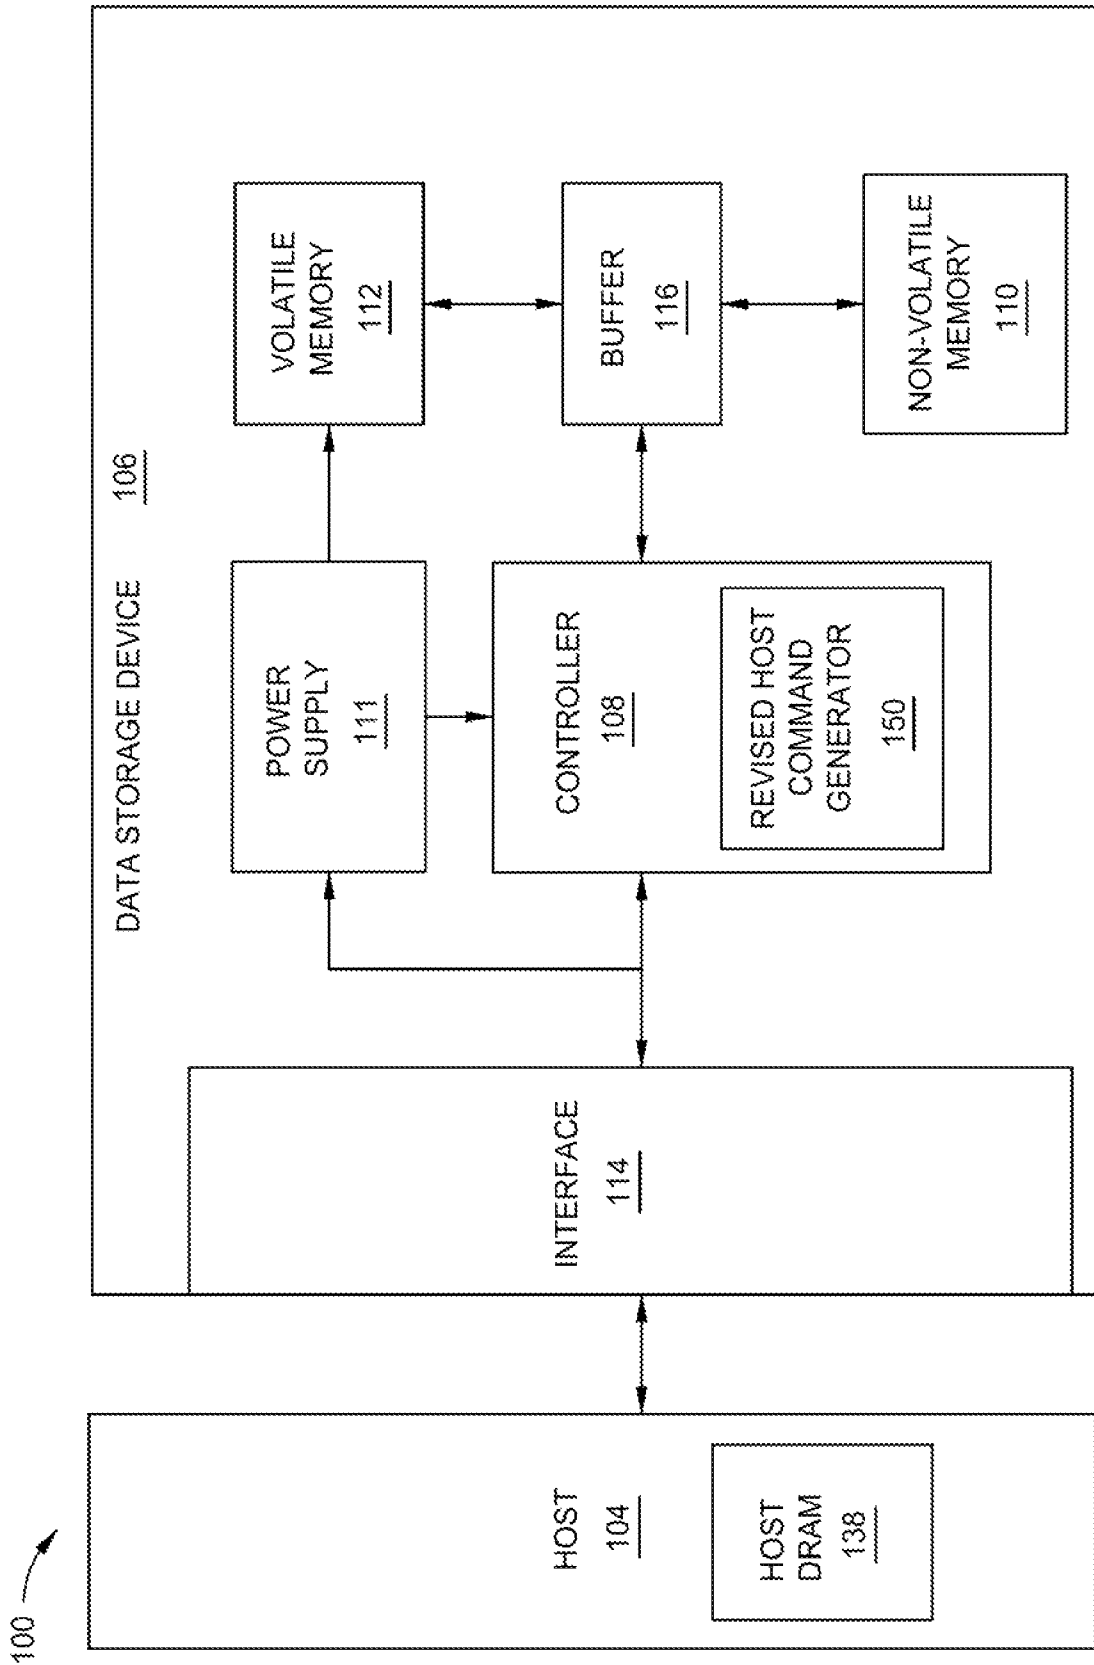 100
HOST
104
HOST
DRAM
138
DATA STORAGE DEVICE 106
INTERFACE
114
POWER
SUPPLY
111
CONTROLLER
108
REVISED HOST
COMMAND
GENERATOR
150
VOLATILE
MEMORY
112
BUFFER
116
NON-VOLATILE
MEMORY
110